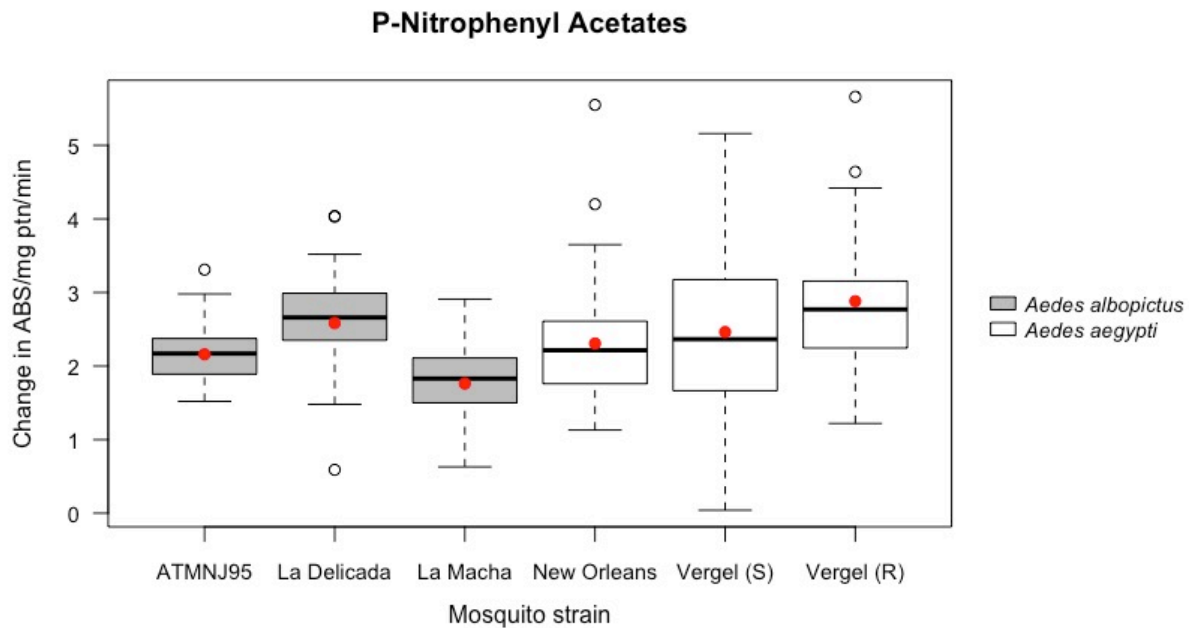 P-Nitrophenyl Acetates
Change in ABS/mg ptn/min
5
4
3
2
1
0
ATMNJ95 La Delicada La Macha New Orleans Vergel (S) Vergel (R)
Mosquito strain
Aedes albopictus
Aedes aegypti